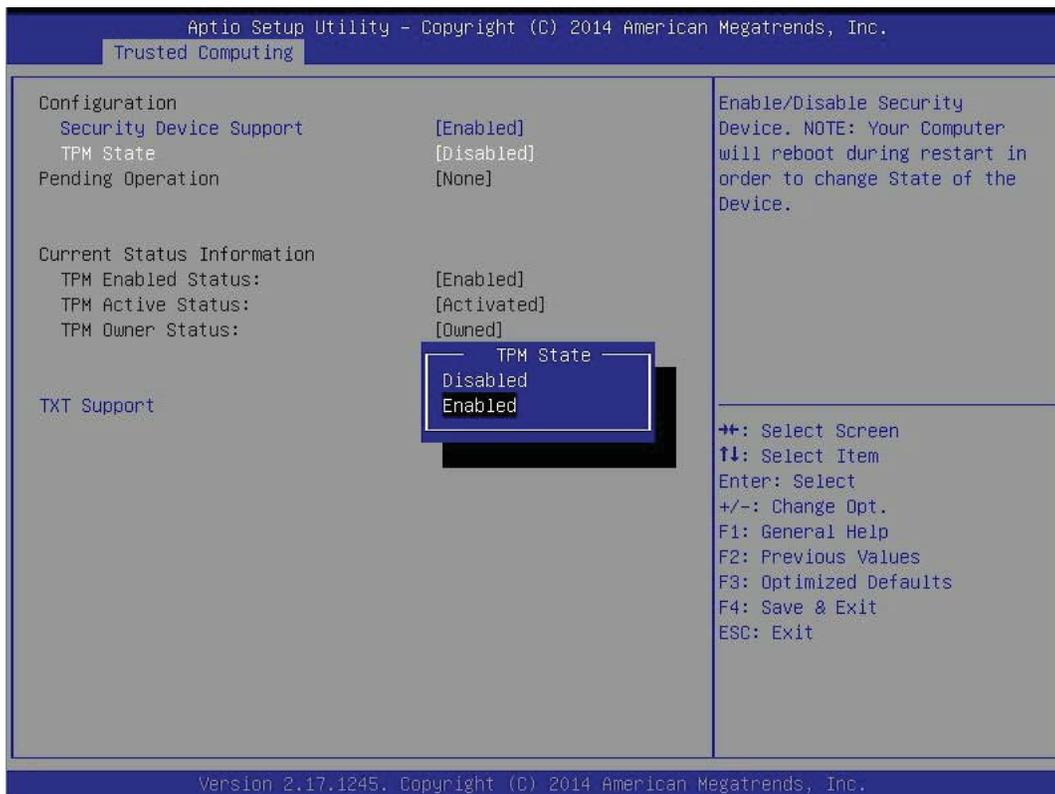 Aptio Setup Utility – Copyright (C) 2014 American Megatrends, Inc.
Trusted Computing
Configuration
Security Device Support [Enabled]
TPM State [Disabled]
Pending Operation [None]
Current Status Information
TPM Enabled Status: [Enabled]
TPM Active Status: [Activated]
TPM Owner Status: [Owned]
TXT Support
TPM State
Disabled
Enabled
Enable/Disable Security
Device. NOTE: Your Computer
will reboot during restart in
order to change State of the
Device.
→←: Select Screen
↑↓: Select Item
Enter: Select
+/-: Change Opt.
F1: General Help
F2: Previous Values
F3: Optimized Defaults
F4: Save & Exit
ESC: Exit
Version 2.17.1245. Copyright (C) 2014 American Megatrends, Inc.